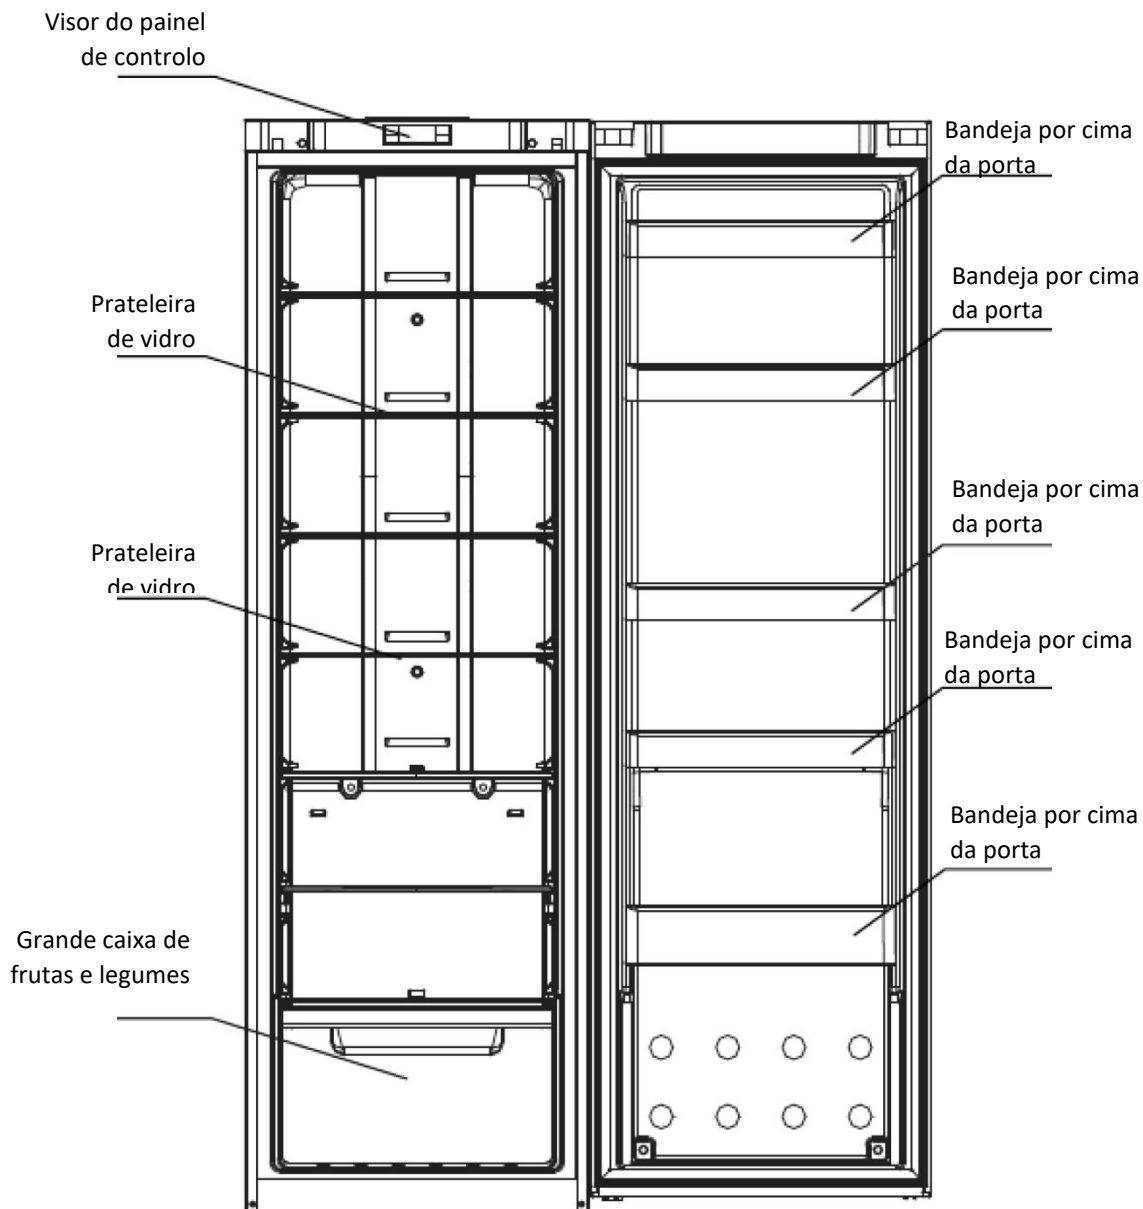 Visor do painel
de controlo
Bandeja por cima
da porta
Bandeja por cima
da porta
Prateleira
de vidro
Bandeja por cima
da porta
Prateleira
de vidro
Bandeja por cima
da porta
Bandeja por cima
da porta
Grande caixa de
frutas e legumes